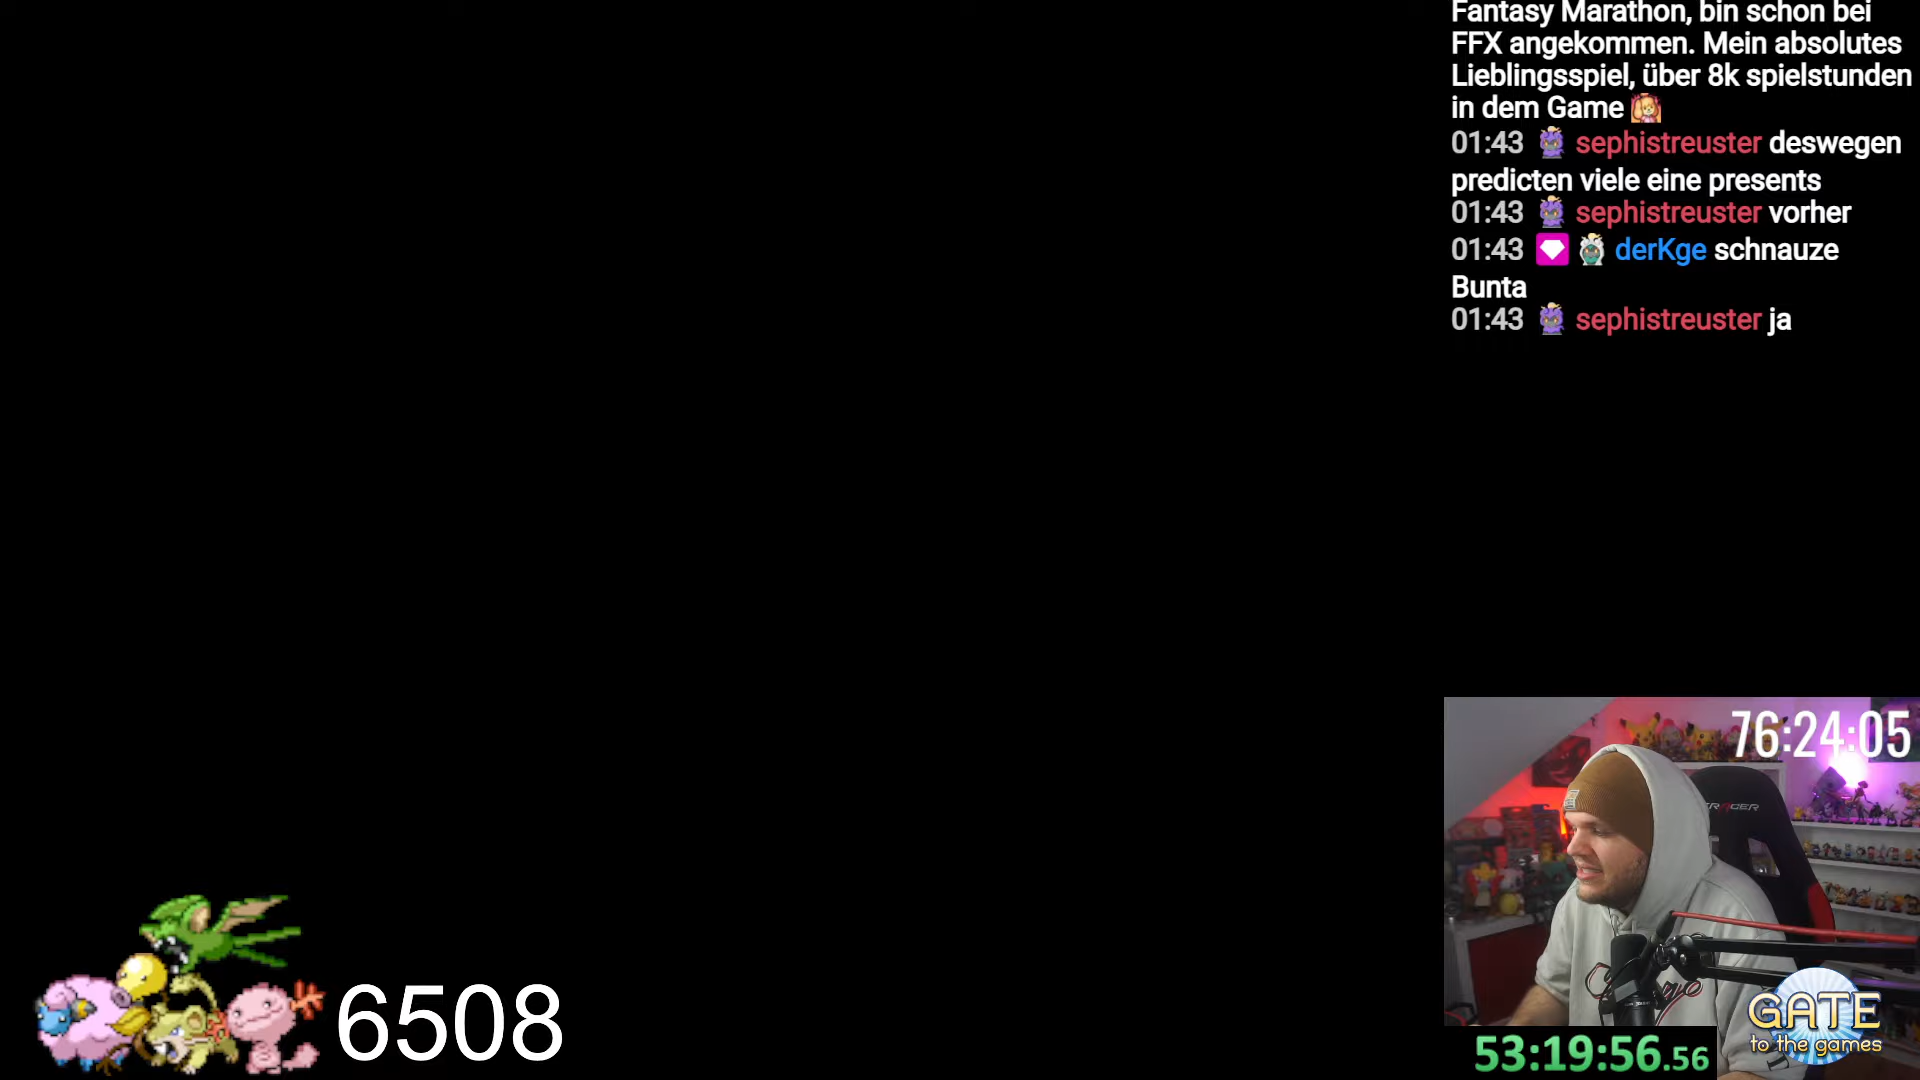 Fantasy Marathon, bin schon bei
FFX angekommen. Mein absolutes
Lieblingsspiel, über 8k spielstunden
in dem Game
01:43 sephistreuster deswegen
predicten viele eine presents
01:43 sephistreuster vorher
01:43 derKge schnauze
Bunta
01:43 sephistreuster ja
76:24:05
6508
GATE
to the games
53:19:56.56